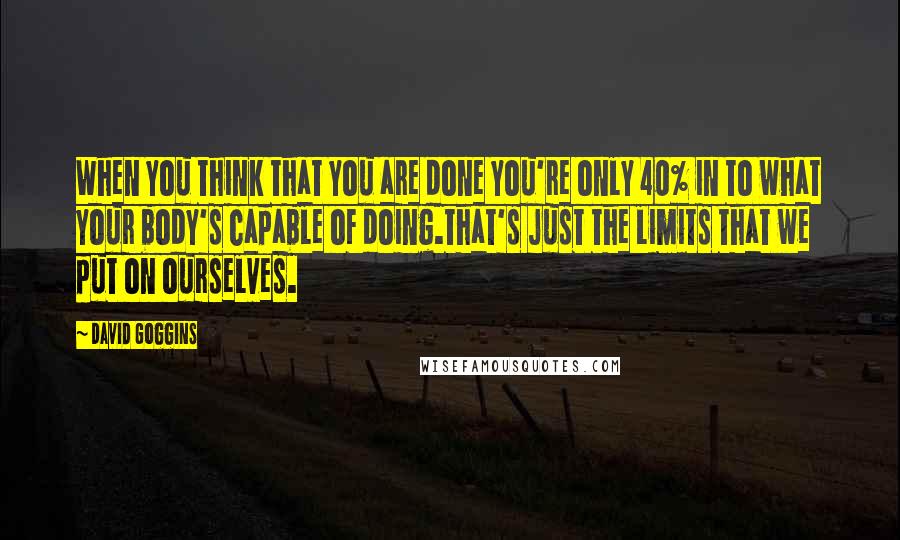 WHEN YOU THINK THAT YOU ARE DONE YOU'RE ONLY 40% IN TO WHAT
YOUR BODY'S CAPABLE OF DOING.THAT'S JUST THE LIMITS THAT WE
PUT ON OURSELVES.
~ DAVID GOGGINS
WISEFAMOUSQUOTES.COM